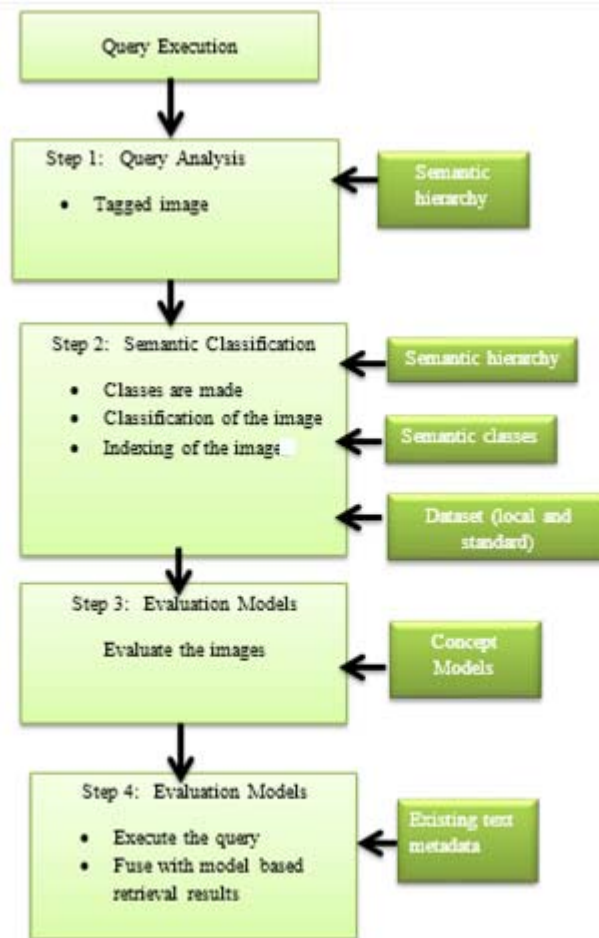 Query Execution
Step 1: Query Analysis
• Tagged image
Semantic
hierarchy
Step 2: Semantic Classification
• Classes are made
• Classification of the image
• Indexing of the image
Semantic hierarchy
Semantic classes
Dataset (local and
standard)
Step 3: Evaluation Models
Evaluate the images
Concept
Models
Step 4: Evaluation Models
• Execute the query
• Fuse with model based
retrieval results
Existing text
metadata